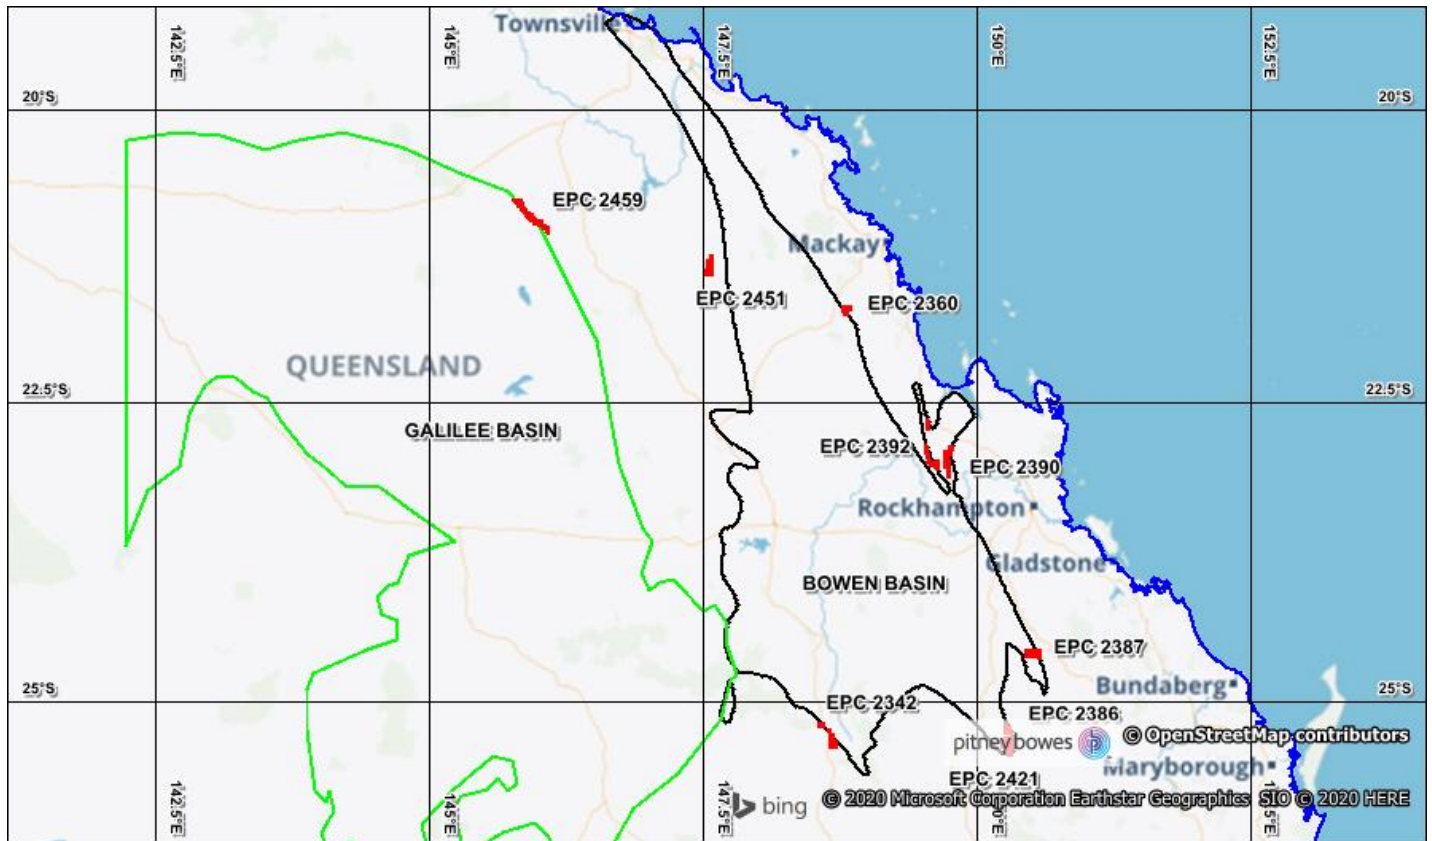 Townsville
142.5°E
145°E
147.5°E
150°E
152.5°E
20°S
20°S
EPC 2459
Mackay
EPC 2451
EPC 2360
QUEENSLAND
22.5°S
22.5°S
GALILEE BASIN
EPC 2392
EPC 2390
Rockhampton
Gladstone
BOWEN BASIN
EPC 2387
Bundaberg
25°S
25°S
EPC 2342
EPC 2386
pitney bowes
© OpenStreetMap contributors
Maryborough
EPC 2421
bing
© 2020 Microsoft Corporation Earthstar Geographics SIO © 2020 HERE
142.5°E
145°E
147.5°E